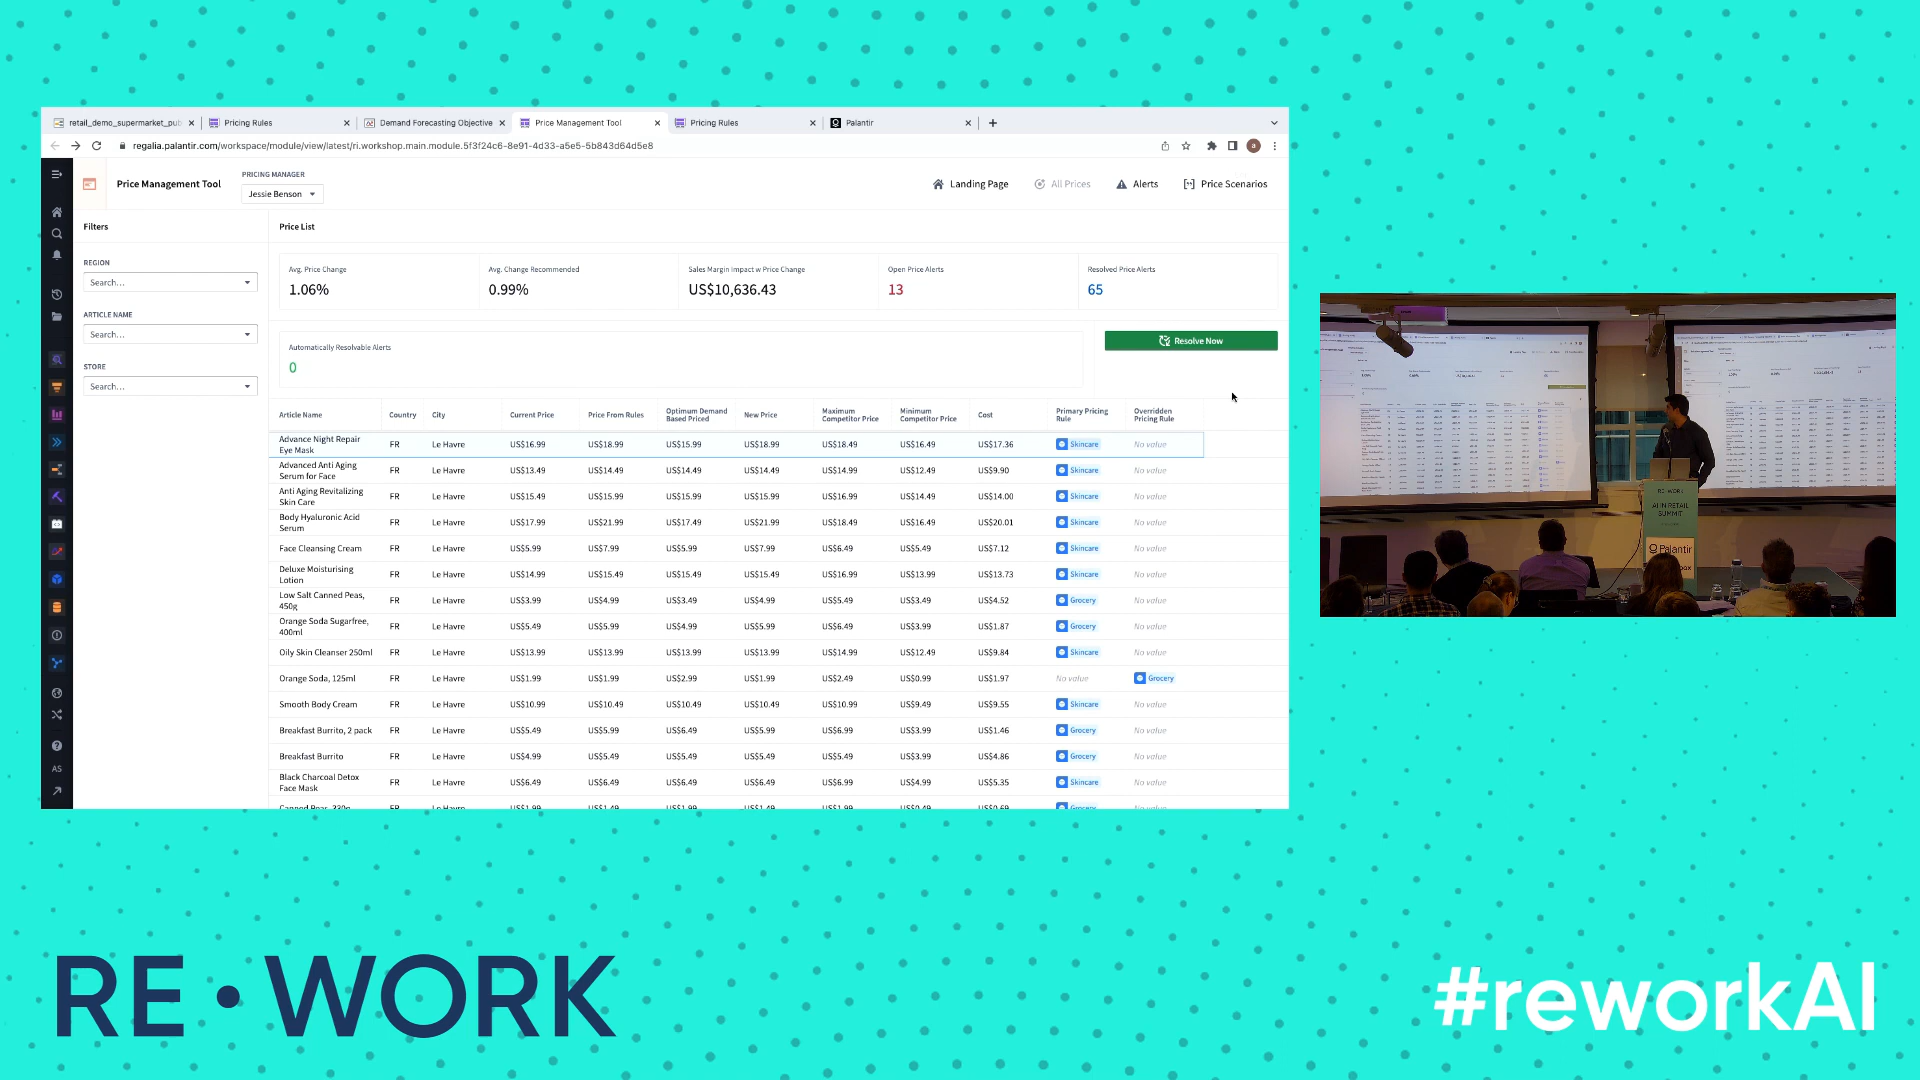 retail_demo_supermarket_pub
Pricing Rules
Demand Forecasting Objective
Price Management Tool
Pricing Rules
Palantir
regalia.palantir.com/workspace/module/view/latest/ri.workshop.main.module.5f3f24c6-8e91-4d33-a5e5-5b843d64d5e8
Price Management Tool
PRICING MANAGER
Jessie Benson
Landing Page
All Prices
Alerts
Price Scenarios
Filters
REGION
Search...
ARTICLE NAME
Search...
STORE
Search...
AS
Price List
Avg. Price Change
1.06%
Avg. Change Recommended
0.99%
Sales Margin Impact w Price Change
US$10,636.43
Open Price Alerts
13
Resolved Price Alerts
65
Automatically Resolvable Alerts
0
Resolve Now
Article Name Country City Current Price Price From Rules Optimum Demand Based Priced New Price Maximum Competitor Price Minimum Competitor Price Cost Primary Pricing Rule Overridden Pricing Rule
Advance Night Repair Eye Mask FR Le Havre US$16.99 US$18.99 US$15.99 US$18.99 US$18.49 US$16.49 US$17.36 Skincare No value
Advanced Anti Aging Serum for Face FR Le Havre US$13.49 US$14.49 US$14.49 US$14.49 US$14.99 US$12.49 US$9.90 Skincare No value
Anti Aging Revitalizing Skin Care FR Le Havre US$15.49 US$15.99 US$15.99 US$15.99 US$16.99 US$14.49 US$14.00 Skincare No value
Body Hyaluronic Acid Serum FR Le Havre US$17.99 US$21.99 US$17.49 US$21.99 US$18.49 US$16.49 US$20.01 Skincare No value
Face Cleansing Cream FR Le Havre US$5.99 US$7.99 US$5.99 US$7.99 US$6.49 US$5.49 US$7.12 Skincare No value
Deluxe Moisturising Lotion FR Le Havre US$14.99 US$15.49 US$15.49 US$15.49 US$16.99 US$13.99 US$13.73 Skincare No value
Low Salt Canned Peas, 450g FR Le Havre US$3.99 US$4.99 US$3.49 US$4.99 US$5.49 US$3.49 US$4.52 Grocery No value
Orange Soda Sugarfree, 400ml FR Le Havre US$5.49 US$5.99 US$4.99 US$5.99 US$6.49 US$3.99 US$1.87 Grocery No value
Oily Skin Cleanser 250ml FR Le Havre US$13.99 US$13.99 US$13.99 US$13.99 US$14.99 US$12.49 US$9.84 Skincare No value
Orange Soda, 125ml FR Le Havre US$1.99 US$1.99 US$2.99 US$1.99 US$2.49 US$0.99 US$1.97 No value Grocery
Smooth Body Cream FR Le Havre US$10.99 US$10.49 US$10.49 US$10.49 US$10.99 US$9.49 US$9.55 Skincare No value
Breakfast Burrito, 2 pack FR Le Havre US$5.49 US$5.99 US$6.49 US$5.99 US$6.99 US$3.99 US$1.46 Grocery No value
Breakfast Burrito FR Le Havre US$4.99 US$5.49 US$5.49 US$5.49 US$5.49 US$3.99 US$4.86 Grocery No value
Black Charcoal Detox Face Mask FR Le Havre US$6.49 US$6.49 US$6.49 US$6.49 US$6.99 US$4.99 US$5.35 Skincare No value
RE•WORK
AI IN RETAIL
SUMMIT
Palantir
RE•WORK
#reworkAI